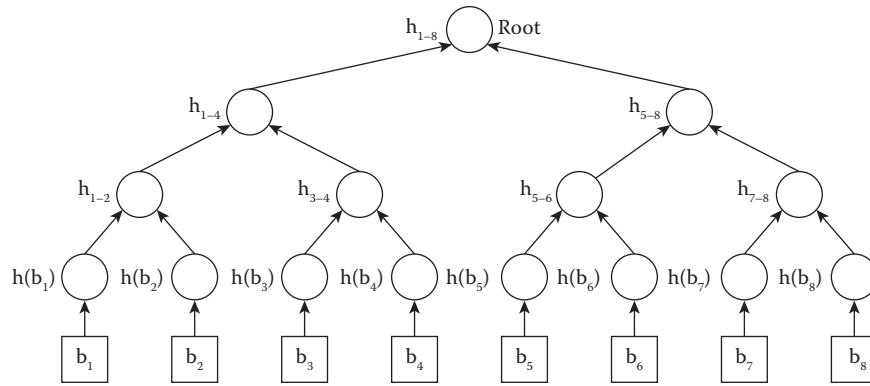 h₁₋₈ Root
h₁₋₄ h₅₋₈
h₁₋₂ h₃₋₄ h₅₋₆ h₇₋₈
h(b₁) h(b₂) h(b₃) h(b₄) h(b₅) h(b₆) h(b₇) h(b₈)
b₁ b₂ b₃ b₄ b₅ b₆ b₇ b₈